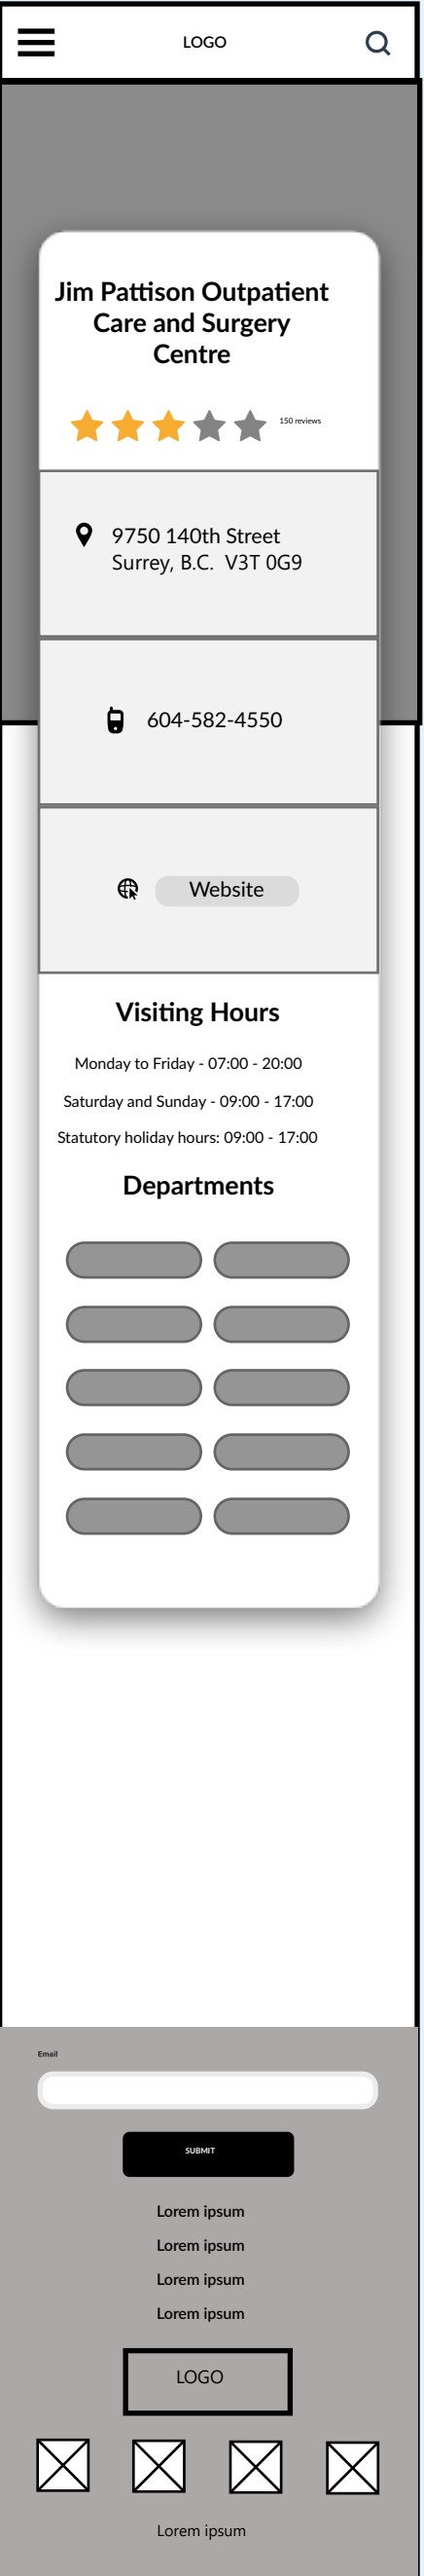 LOGO
Jim Pattison Outpatient
Care and Surgery
Centre
150 reviews
9750 140th Street
Surrey, B.C.  V3T 0G9
604-582-4550
Website
Visiting Hours
Monday to Friday - 07:00 - 20:00
Saturday and Sunday - 09:00 - 17:00
Statutory holiday hours: 09:00 - 17:00
Departments
Email
SUBMIT
Lorem ipsum
Lorem ipsum
Lorem ipsum
Lorem ipsum
LOGO
Lorem ipsum